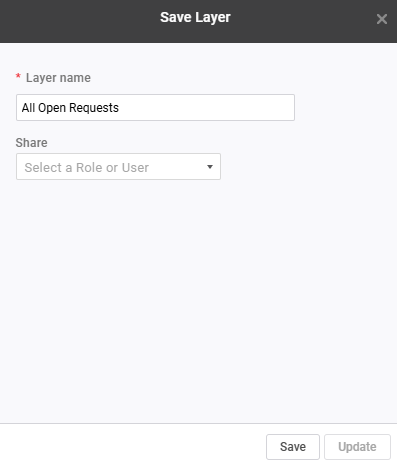 Save Layer
* Layer name
All Open Requests
Share
Select a Role or User
Save Update